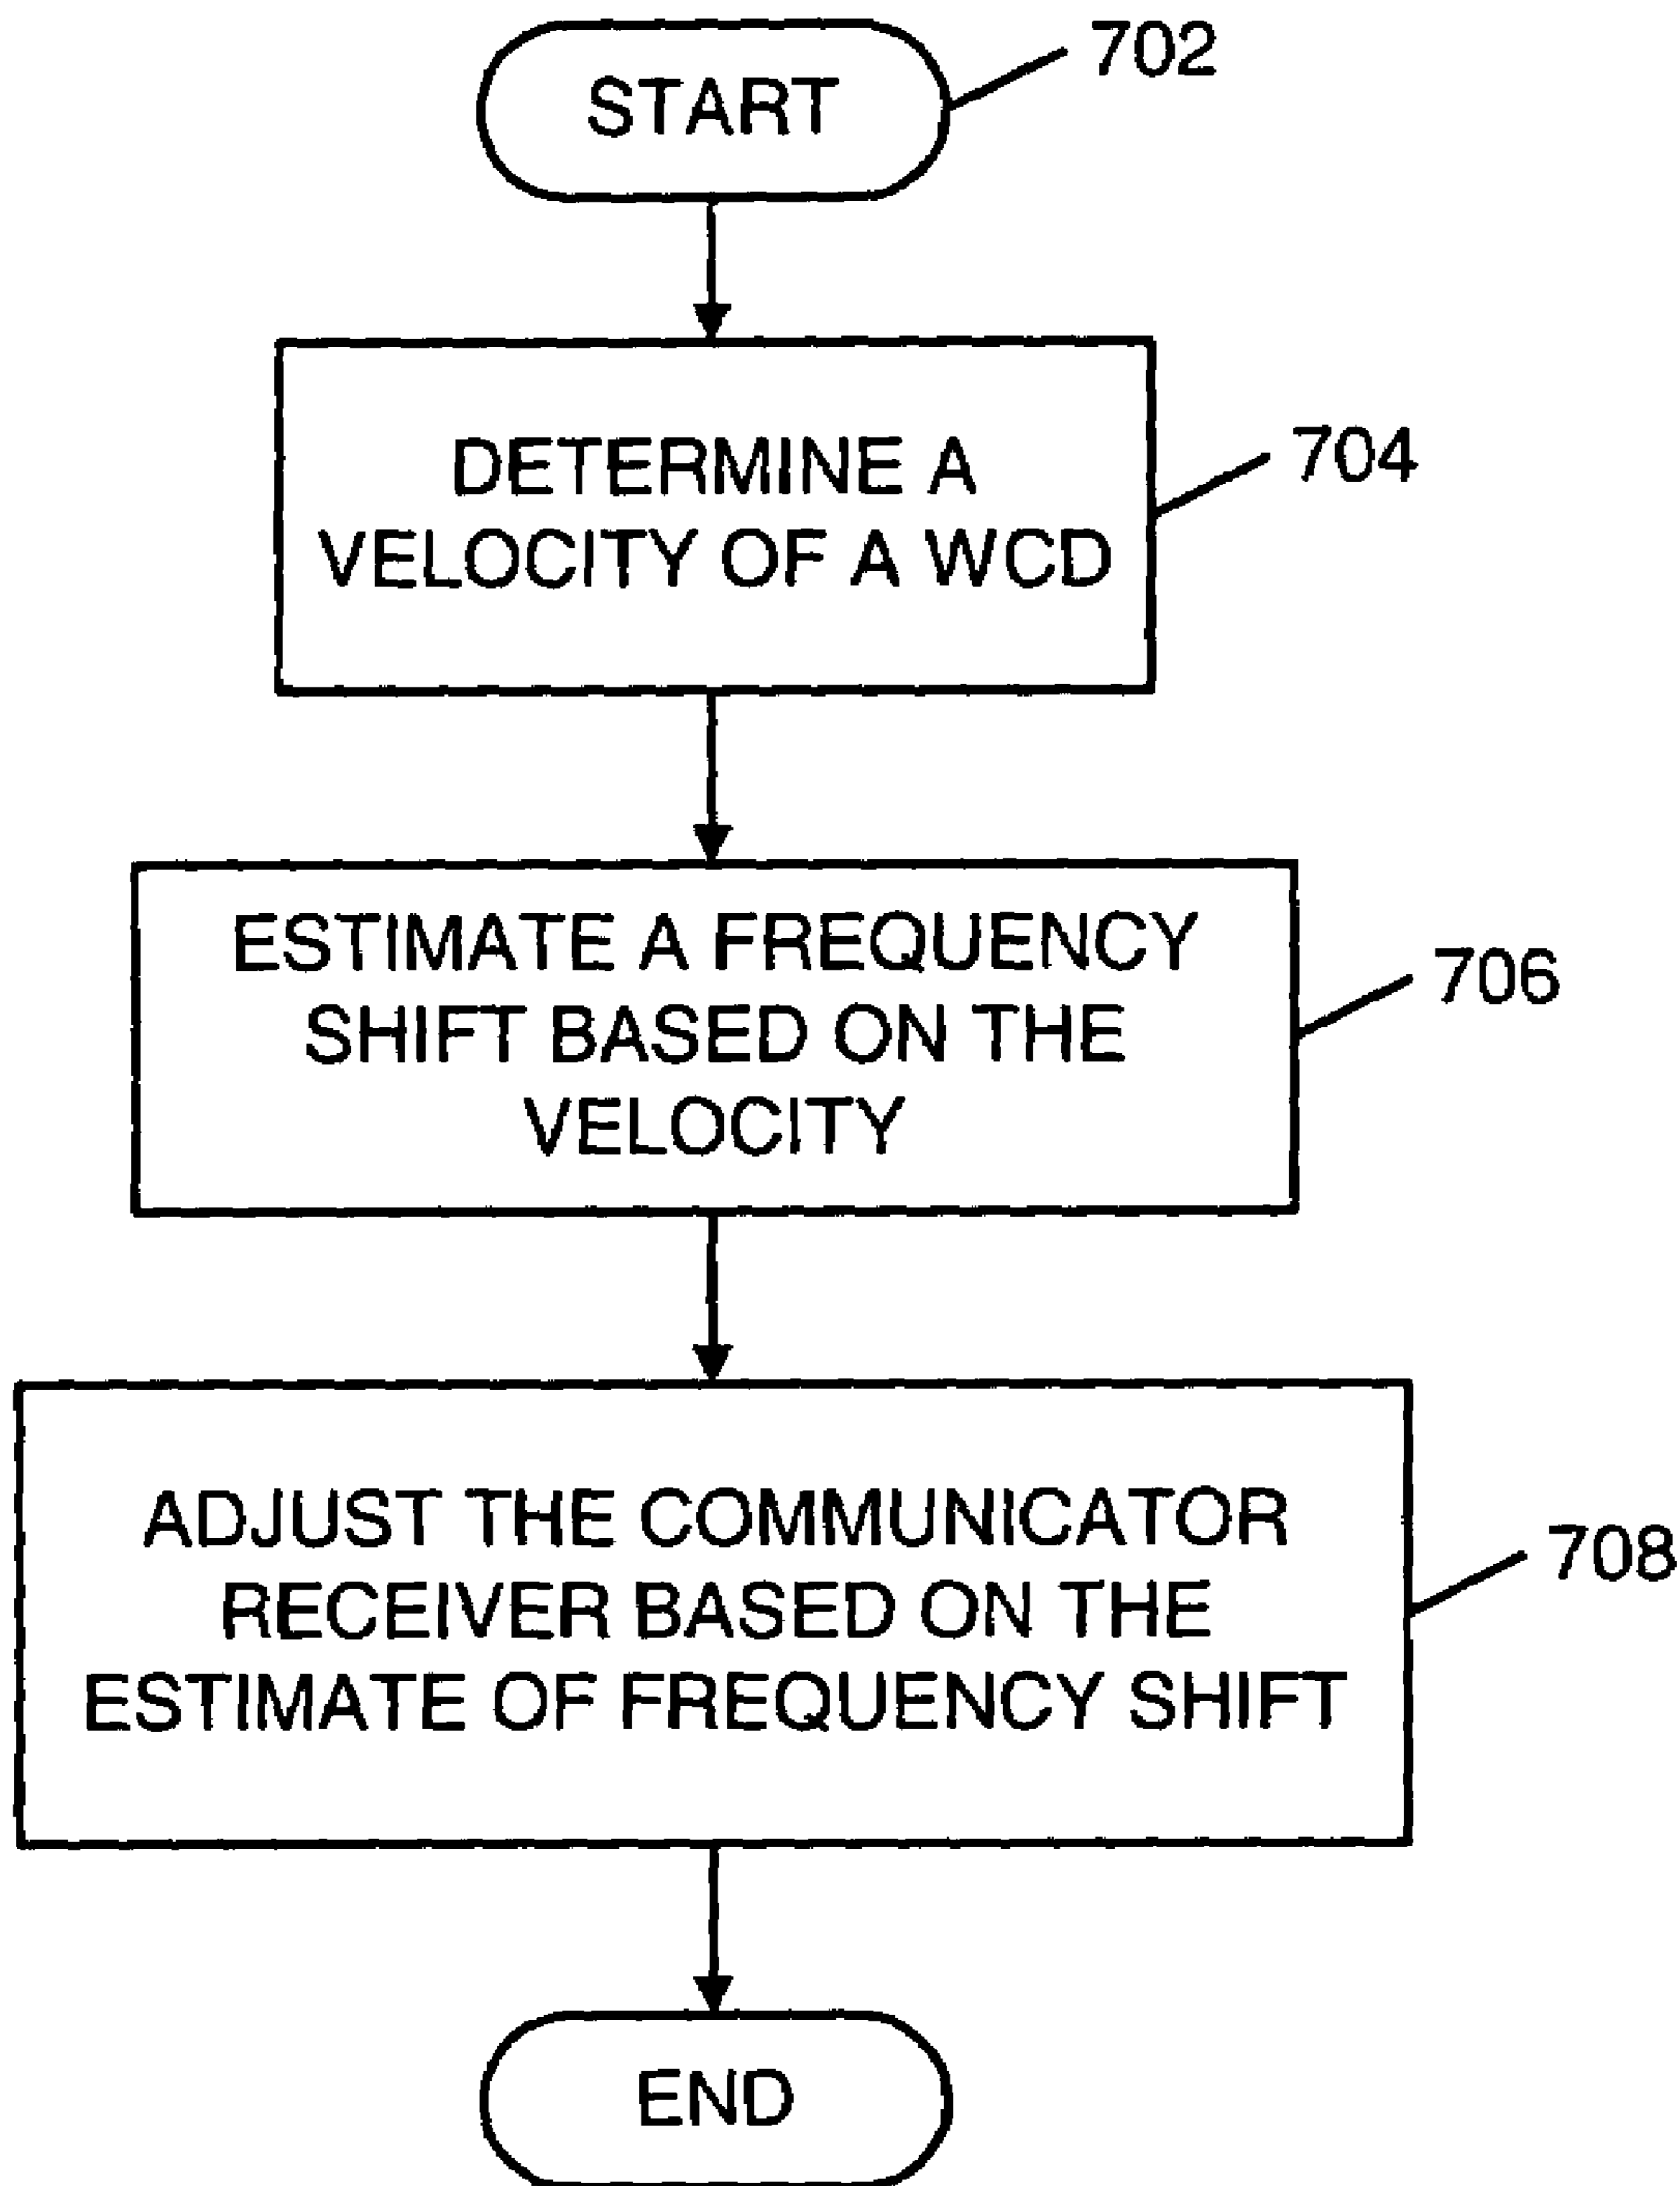 START
702
DETERMINE A
VELOCITY OF A WCD
704
ESTIMATE A FREQUENCY
SHIFT BASED ON THE
VELOCITY
706
ADJUST THE COMMUNICATOR
RECEIVER BASED ON THE
ESTIMATE OF FREQUENCY SHIFT
708
END